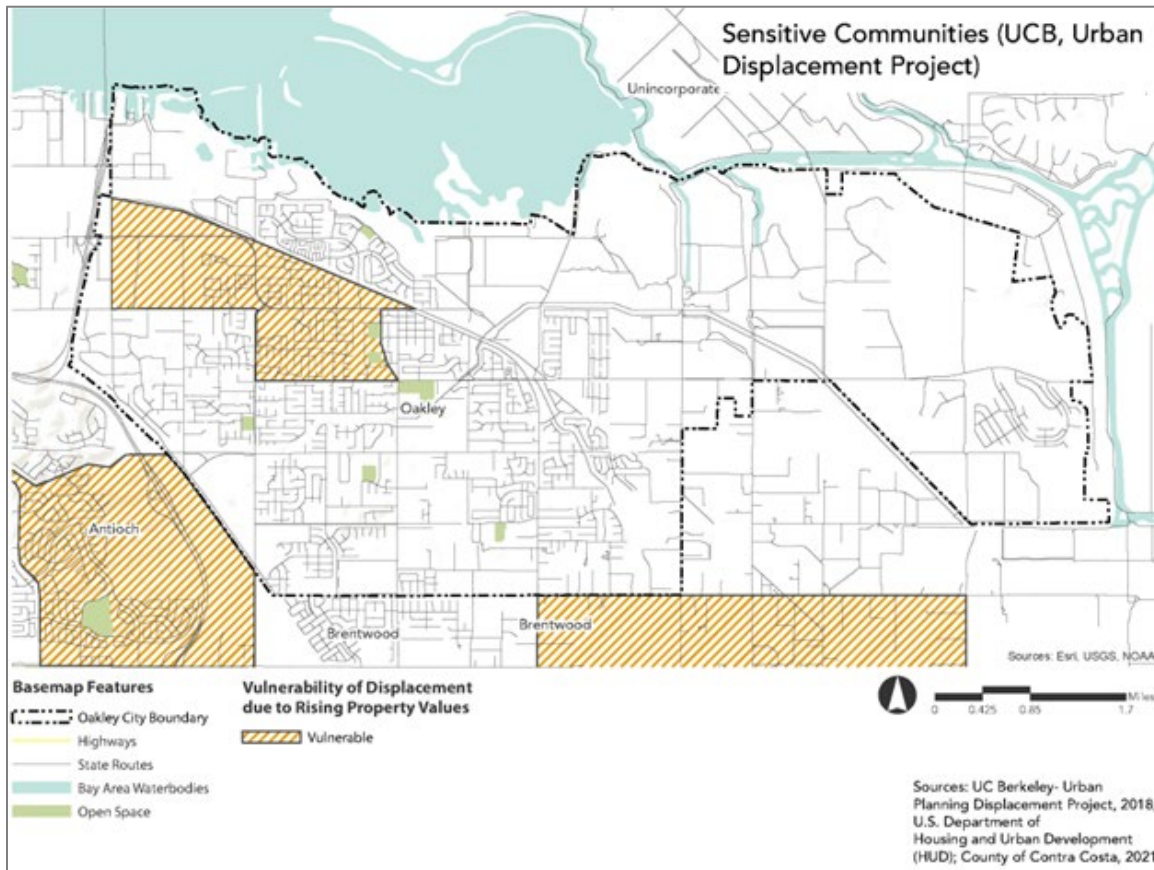 Sensitive Communities (UCB, Urban
Displacement Project)
Unincorporate
Oakley
Antioch
Brentwood
Brentwood
Sources: Esri, USGS, NOAA
Basemap Features
Oakley City Boundary
Highways
State Routes
Bay Area Waterbodies
Open Space
Vulnerability of Displacement
due to Rising Property Values
Vulnerable
Miles
0 0.425 0.85 1.7
Sources: UC Berkeley- Urban
Planning Displacement Project, 2018,
U.S. Department of
Housing and Urban Development
(HUD); County of Contra Costa, 2021